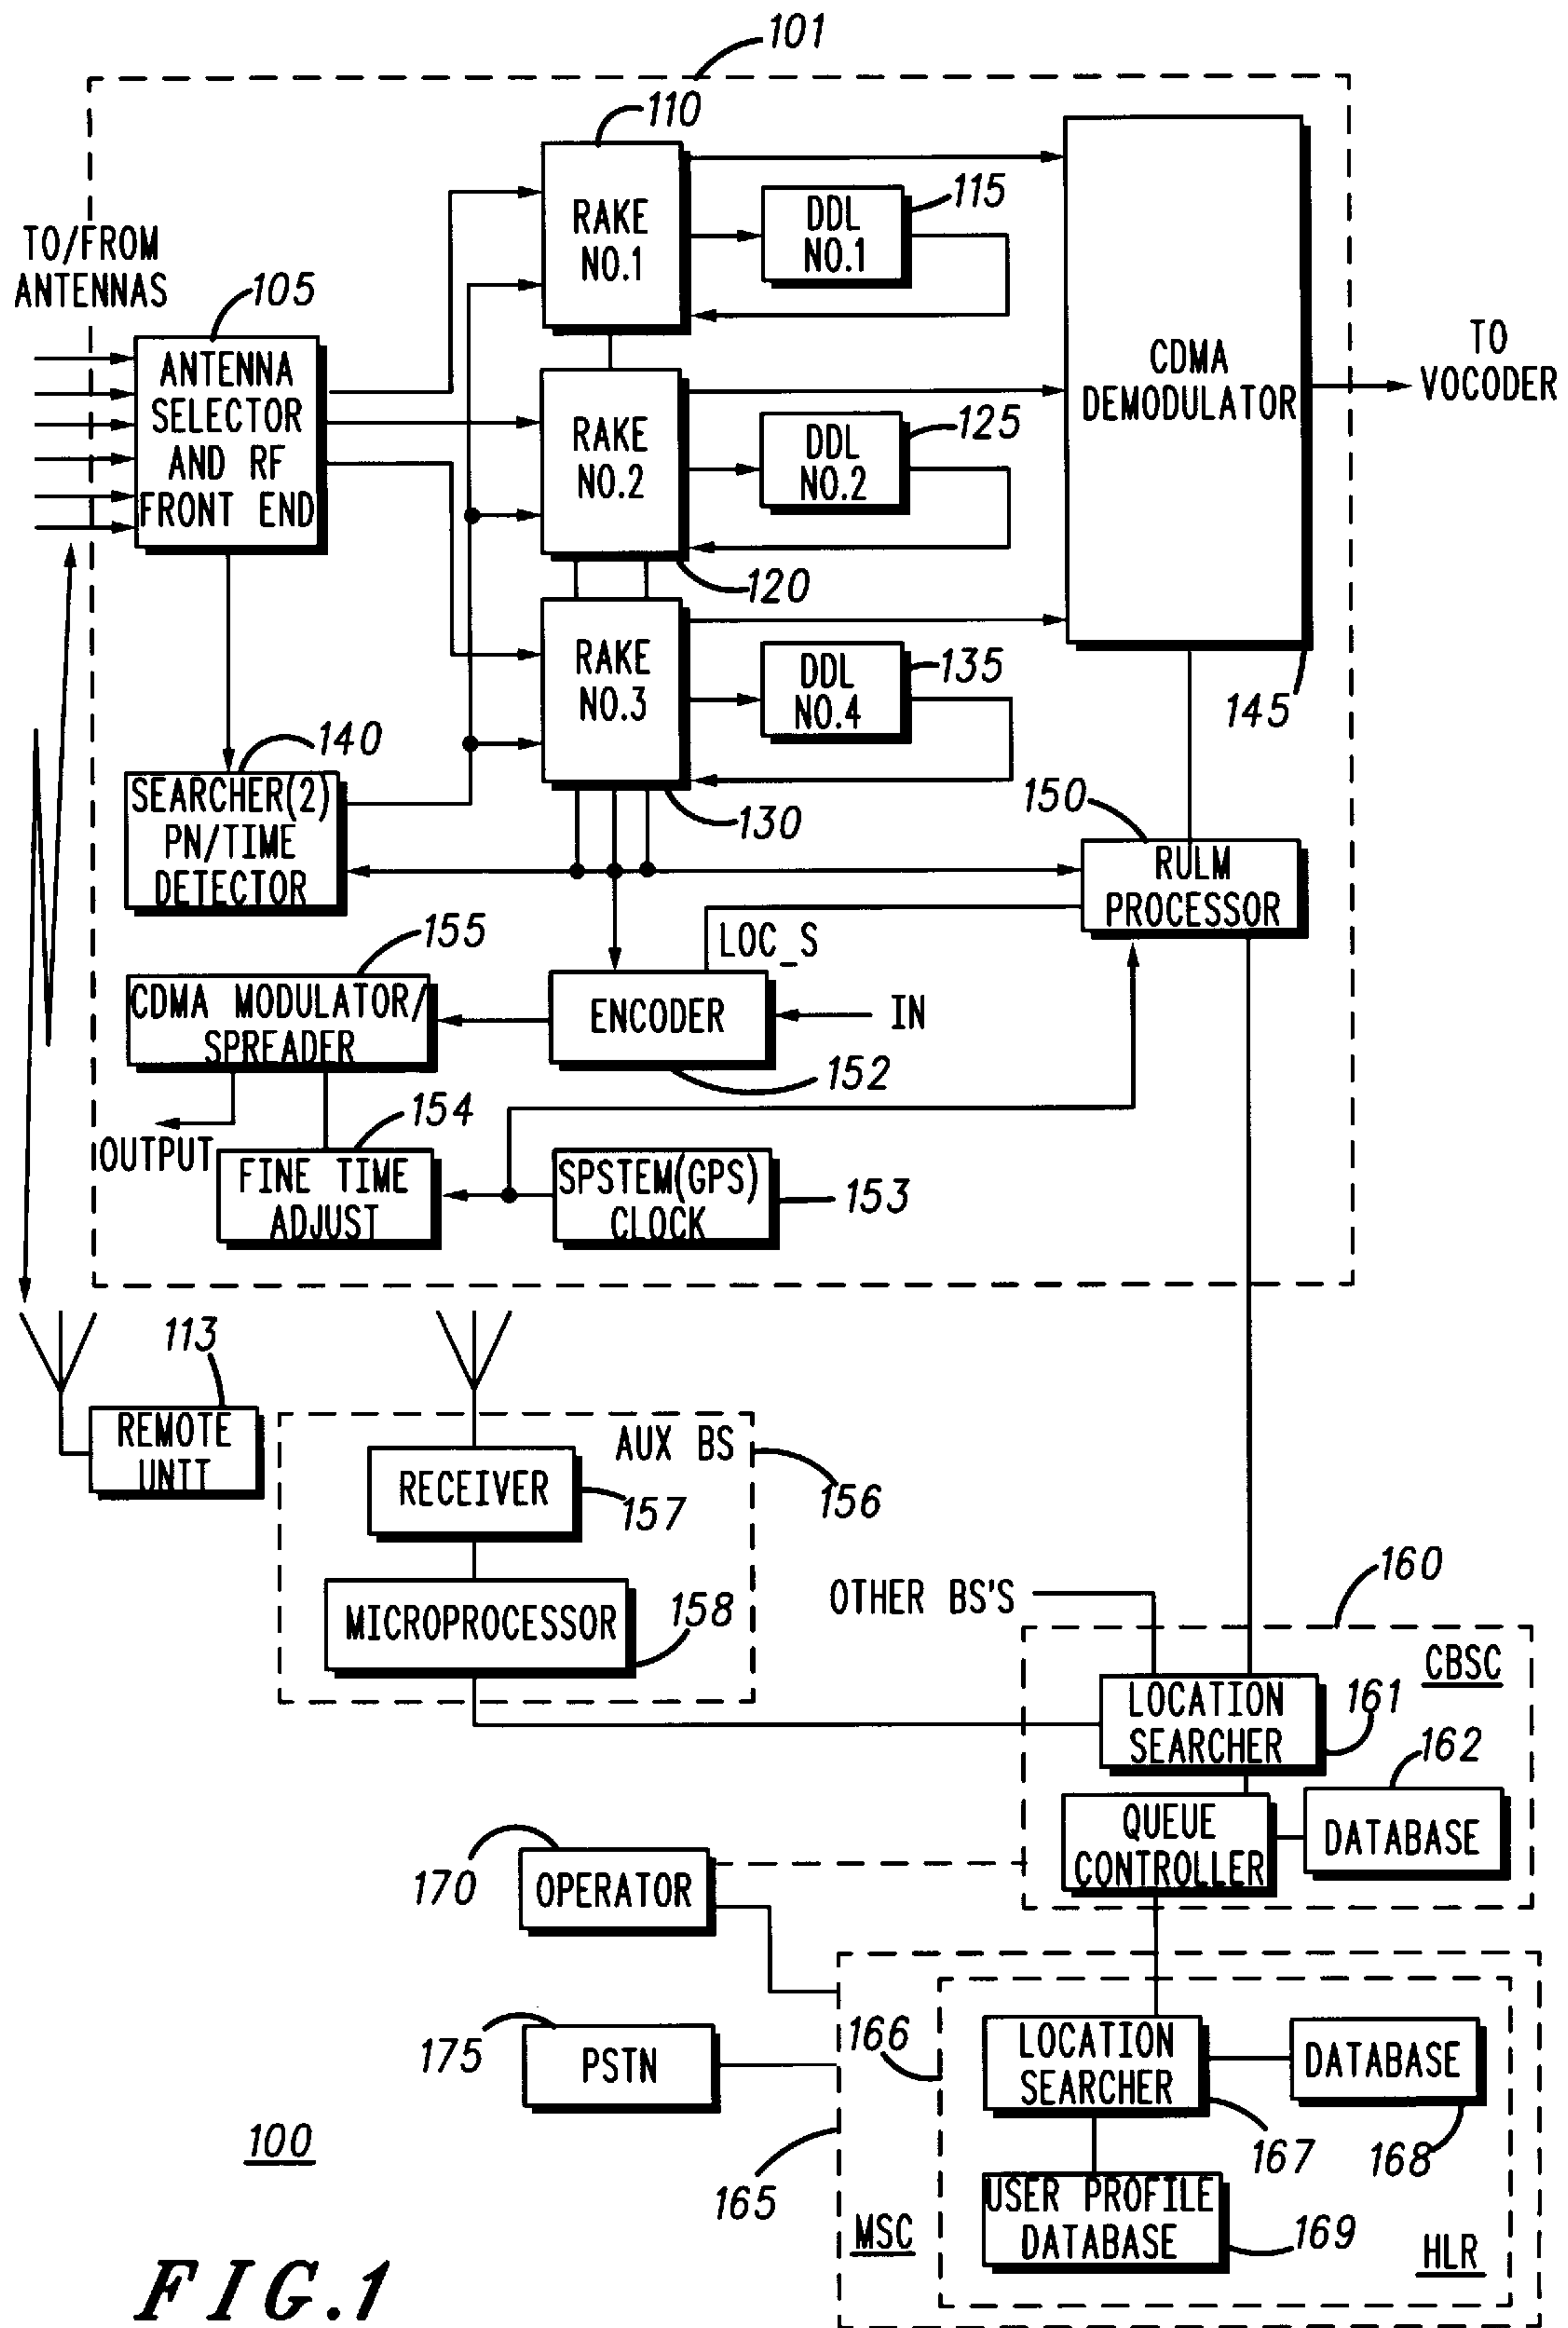 101
110
RAKE
NO.1
DDL
NO.1
115
TO/FROM
ANTENNAS
105
ANTENNA
SELECTOR
AND RF
FRONT END
CDMA
DEMODULATOR
TO
VOCODER
RAKE
NO.2
DDL
NO.2
125
120
RAKE
NO.3
DDL
NO.4
135
145
140
SEARCHER(2)
PN/TIME
DETECTOR
130
150
RULM
PROCESSOR
155
LOC_S
CDMA MODULATOR/
SPREADER
ENCODER
IN
152
154
OUTPUT
FINE TIME
ADJUST
SPSTEM(GPS)
CLOCK
153
113
REMOTE
UNIT
AUX BS
RECEIVER
157
156
MICROPROCESSOR
158
OTHER BS'S
160
CBSC
LOCATION
SEARCHER
161
162
QUEUE
CONTROLLER
DATABASE
170
OPERATOR
175
PSTN
166
LOCATION
SEARCHER
DATABASE
167
168
165
USER PROFILE
DATABASE
169
MSC
HLR
100
FIG.1